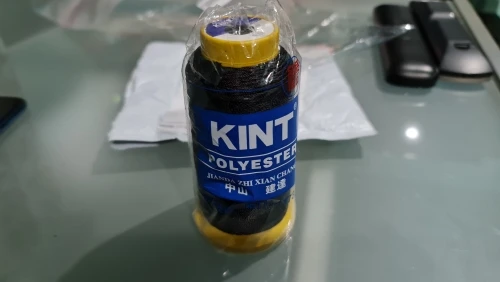 KINT
POLYESTER
JIANDA ZHI XIAN CHANG
中山 建達